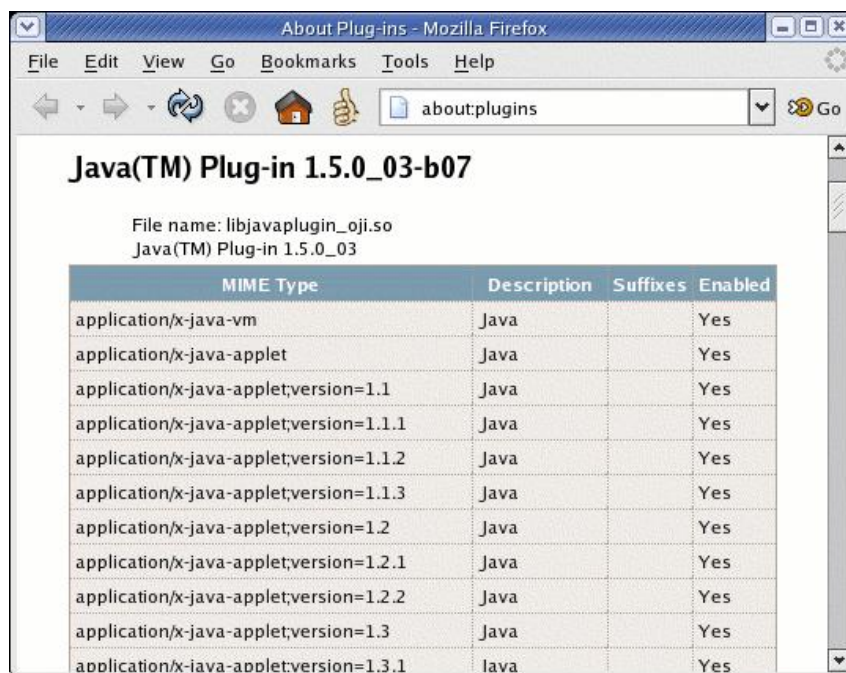 About Plug-ins - Mozilla Firefox
File Edit View Go Bookmarks Tools Help
about:plugins Go
Java(TM) Plug-in 1.5.0_03-b07
File name: libjavaplugin_oji.so
Java(TM) Plug-in 1.5.0_03
MIME Type Description Suffixes Enabled
application/x-java-vm Java Yes
application/x-java-applet Java Yes
application/x-java-applet;version=1.1 Java Yes
application/x-java-applet;version=1.1.1 Java Yes
application/x-java-applet;version=1.1.2 Java Yes
application/x-java-applet;version=1.1.3 Java Yes
application/x-java-applet;version=1.2 Java Yes
application/x-java-applet;version=1.2.1 Java Yes
application/x-java-applet;version=1.2.2 Java Yes
application/x-java-applet;version=1.3 Java Yes
application/x-java-applet;version=1.3.1 Java Yes